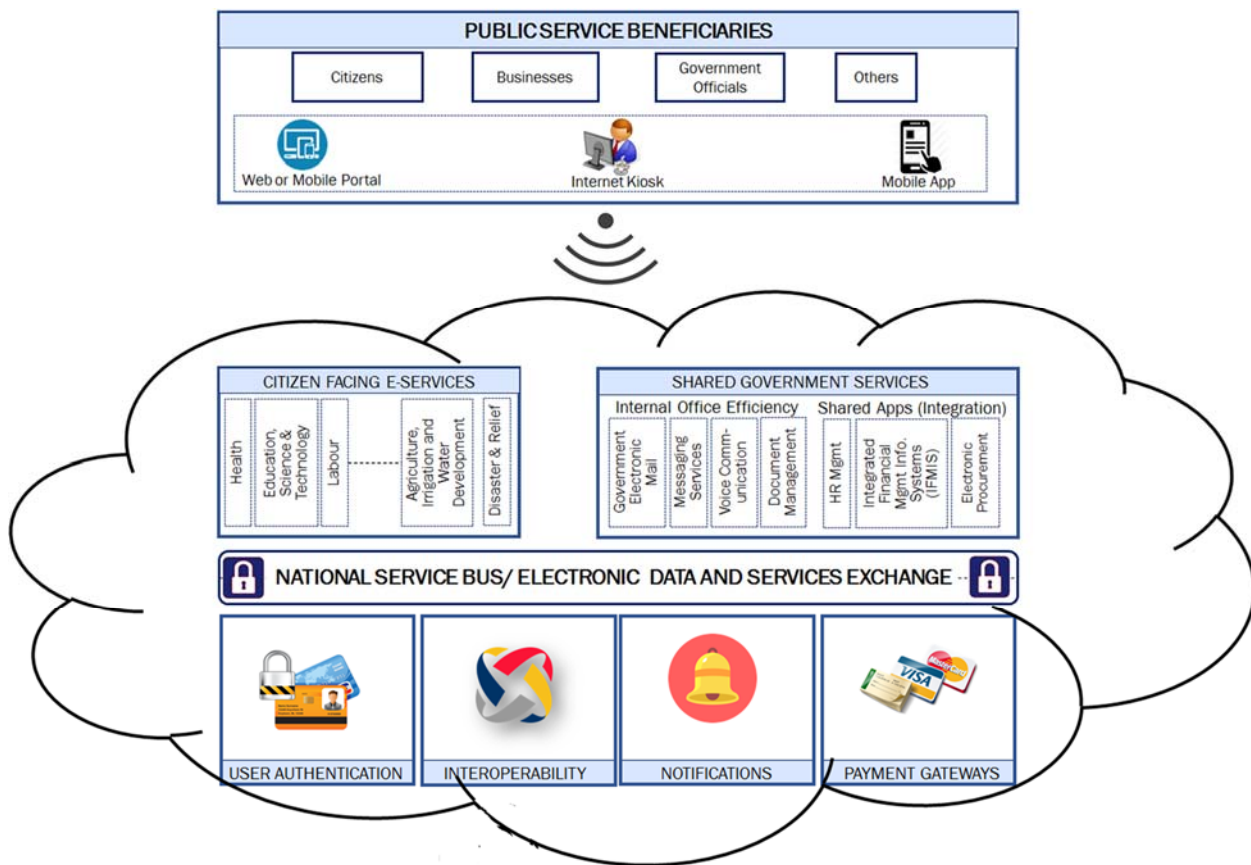 PUBLIC SERVICE BENEFICIARIES
Citizens
Businesses
Government
Officials
Others
Web or Mobile Portal
Internet Kiosk
Mobile App
CITIZEN FACING E-SERVICES
Health
Education,
Science &
Technology
Labour
Agriculture,
Irrigation and
Water
Development
Disaster & Relief
SHARED GOVERNMENT SERVICES
Internal Office Efficiency
Shared Apps (Integration)
Government
Electronic
Mail
Messaging
Services
Voice Comm-
unication
Document
Management
HR Mgmt
Integrated
Financial
Mgmt Info.
Systems
(IFMIS)
Electronic
Procurement
NATIONAL SERVICE BUS/ ELECTRONIC DATA AND SERVICES EXCHANGE
VISA
MasterCard
USER AUTHENTICATION
INTEROPERABILITY
NOTIFICATIONS
PAYMENT GATEWAYS